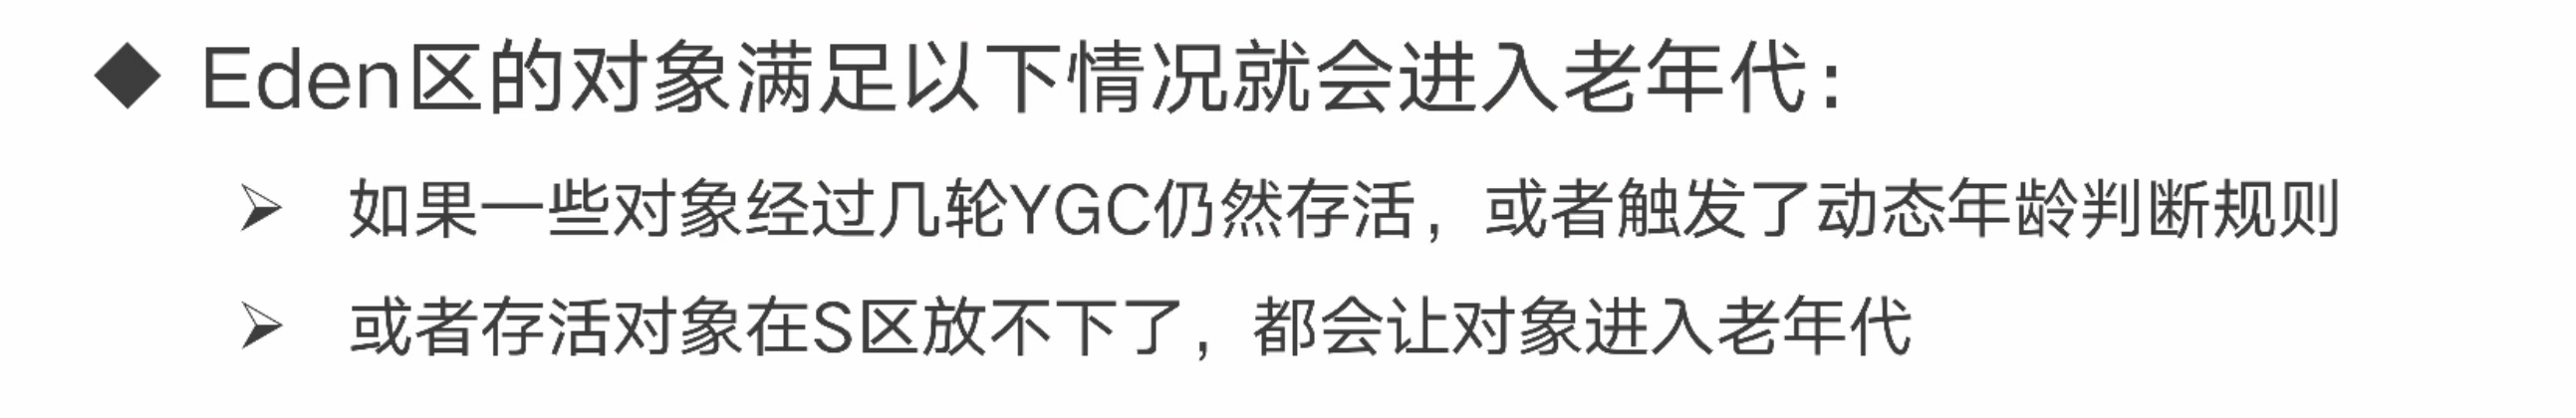 ◆ Eden区的对象满足以下情况就会进入老年代：
➢ 如果一些对象经过几轮YGC仍然存活，或者触发了动态年龄判断规则
➢ 或者存活对象在S区放不下了，都会让对象进入老年代